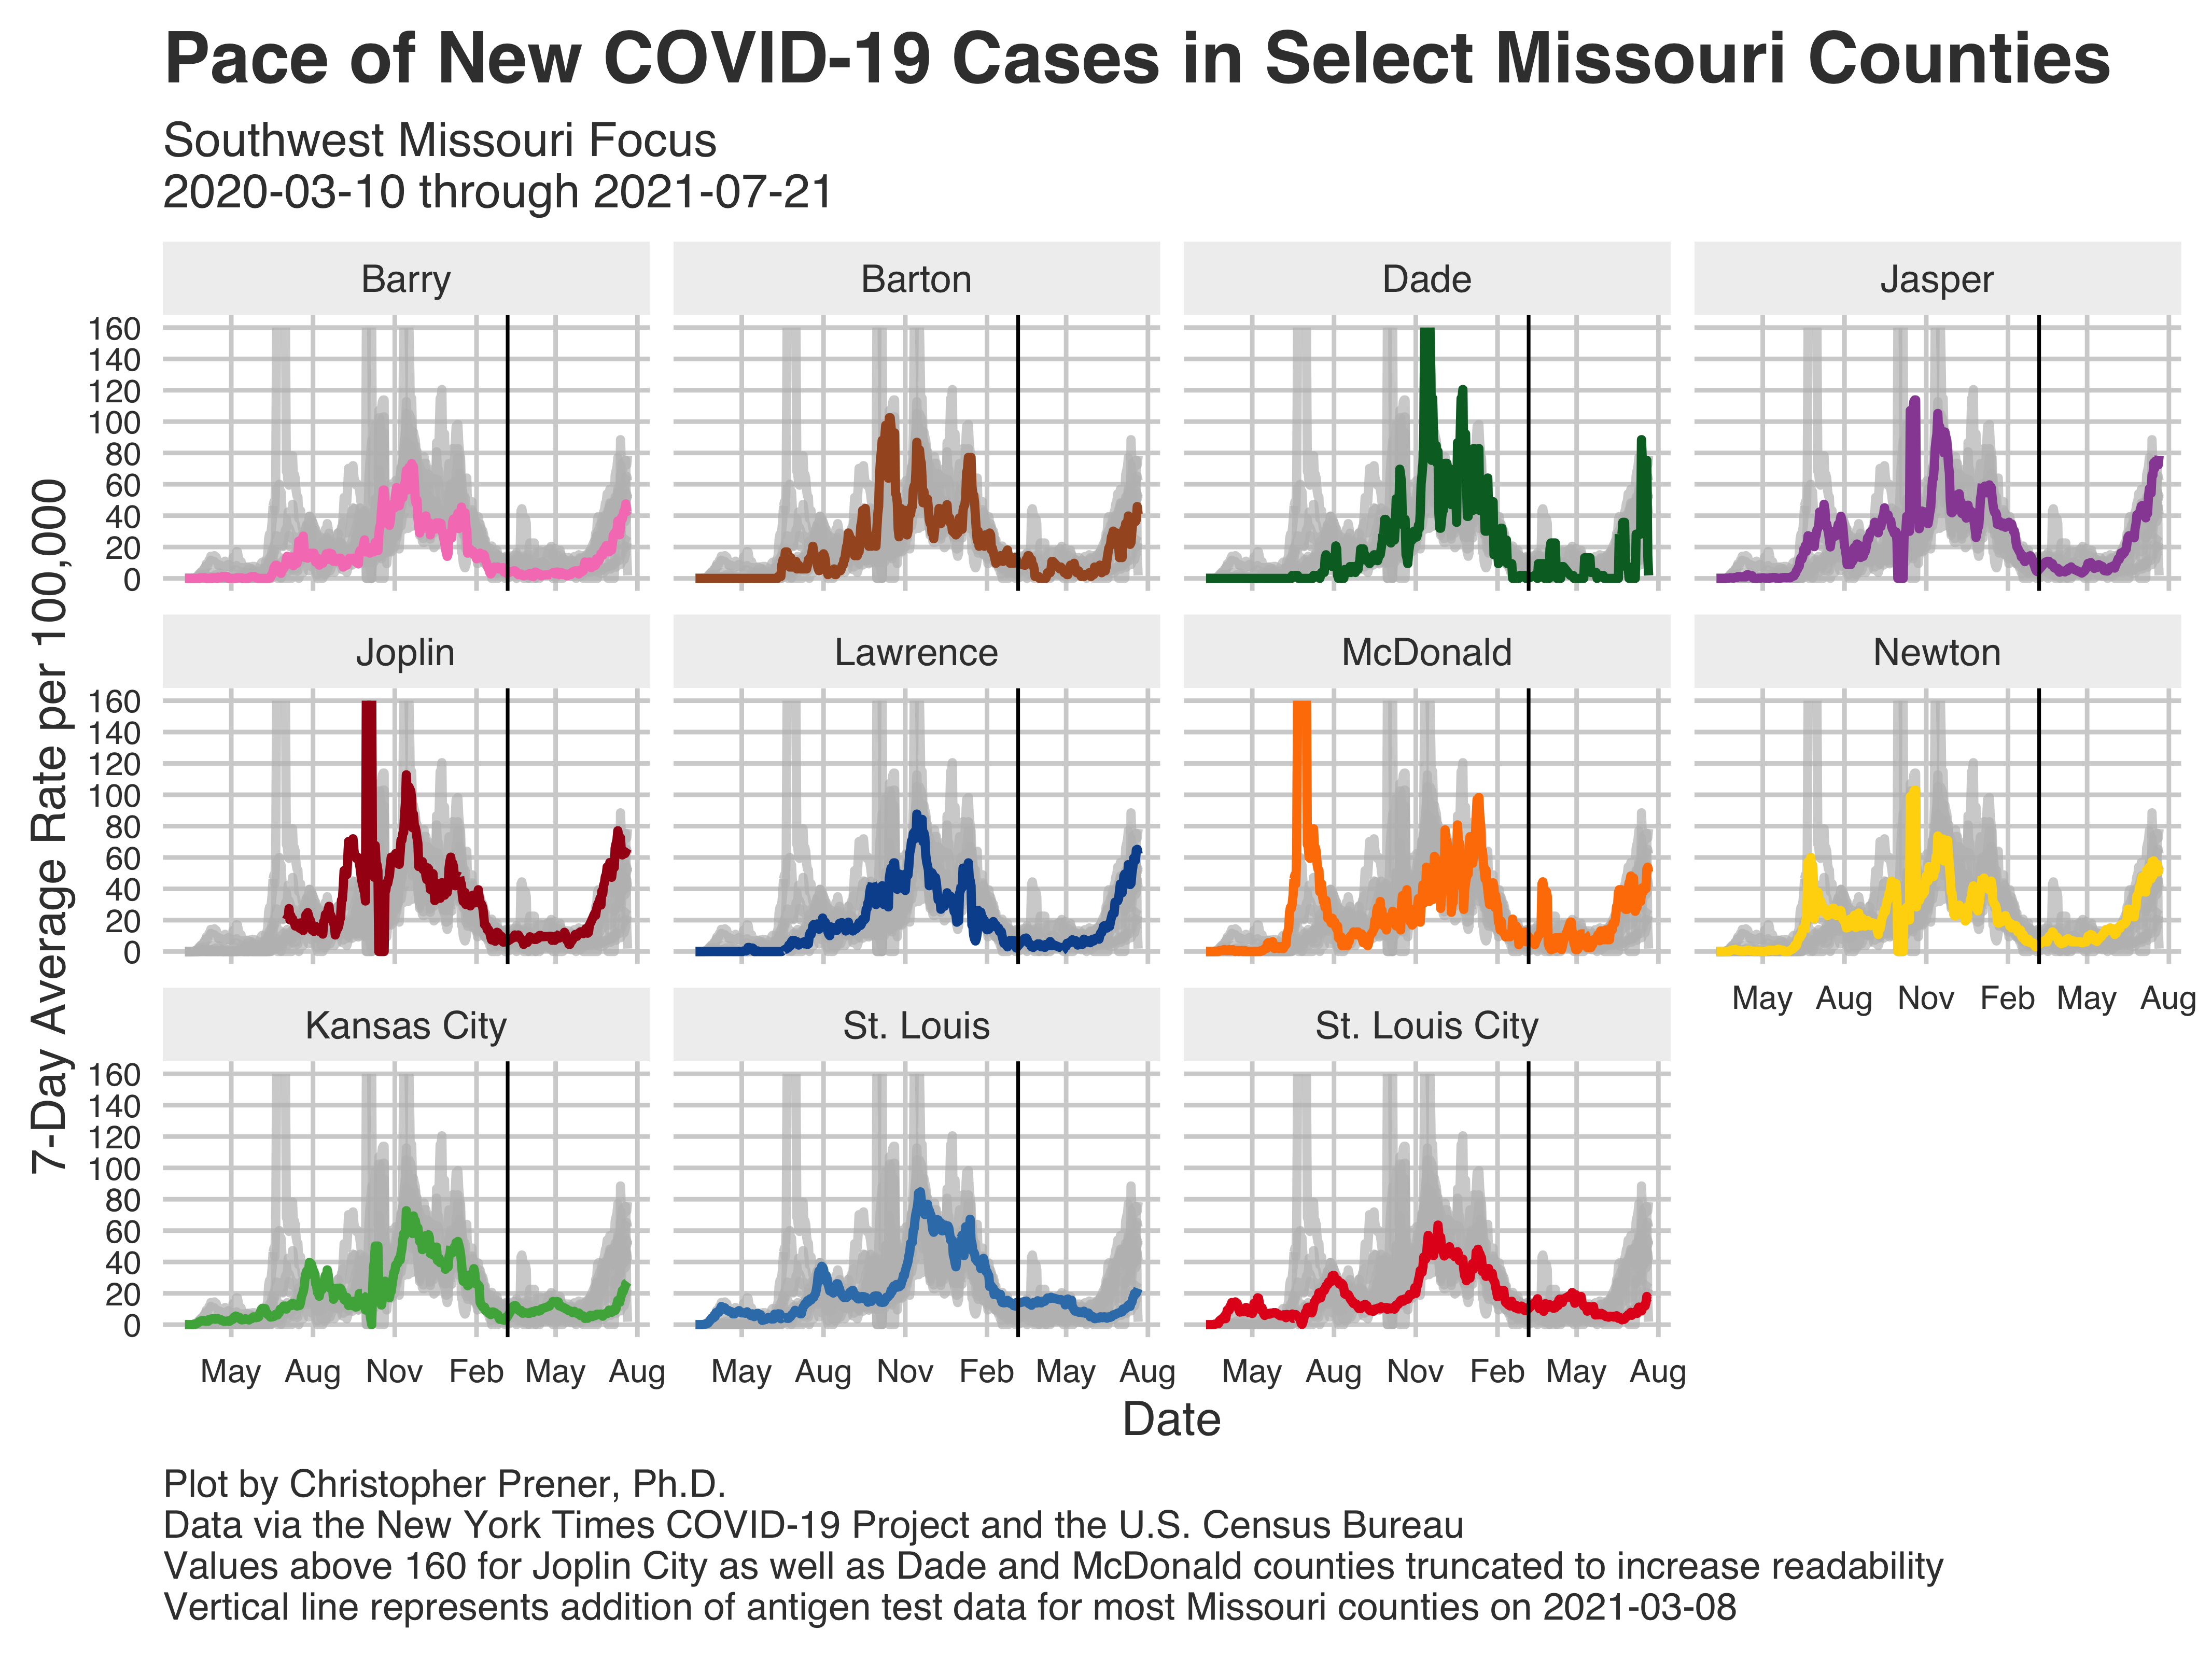 Pace of New COVID-19 Cases in Select Missouri Counties
Southwest Missouri Focus
2020-03-10 through 2021-07-21
7-Day Average Rate per 100,000
Barry
Barton
Dade
Jasper
160
140
120
100
80
60
40
20
0
Joplin
Lawrence
McDonald
Newton
160
140
120
100
80
60
40
20
0
May Aug Nov Feb May Aug
Kansas City
St. Louis
St. Louis City
160
140
120
100
80
60
40
20
0
May Aug Nov Feb May Aug
May Aug Nov Feb May Aug
May Aug Nov Feb May Aug
Date
Plot by Christopher Prener, Ph.D.
Data via the New York Times COVID-19 Project and the U.S. Census Bureau
Values above 160 for Joplin City as well as Dade and McDonald counties truncated to increase readability
Vertical line represents addition of antigen test data for most Missouri counties on 2021-03-08